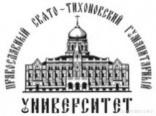 ПРАВОСЛАВНЫЙ СВЯТО-ТИХОНОВСКИЙ ГУМАНИТАРНЫЙ
УНИВЕРСИТЕТ